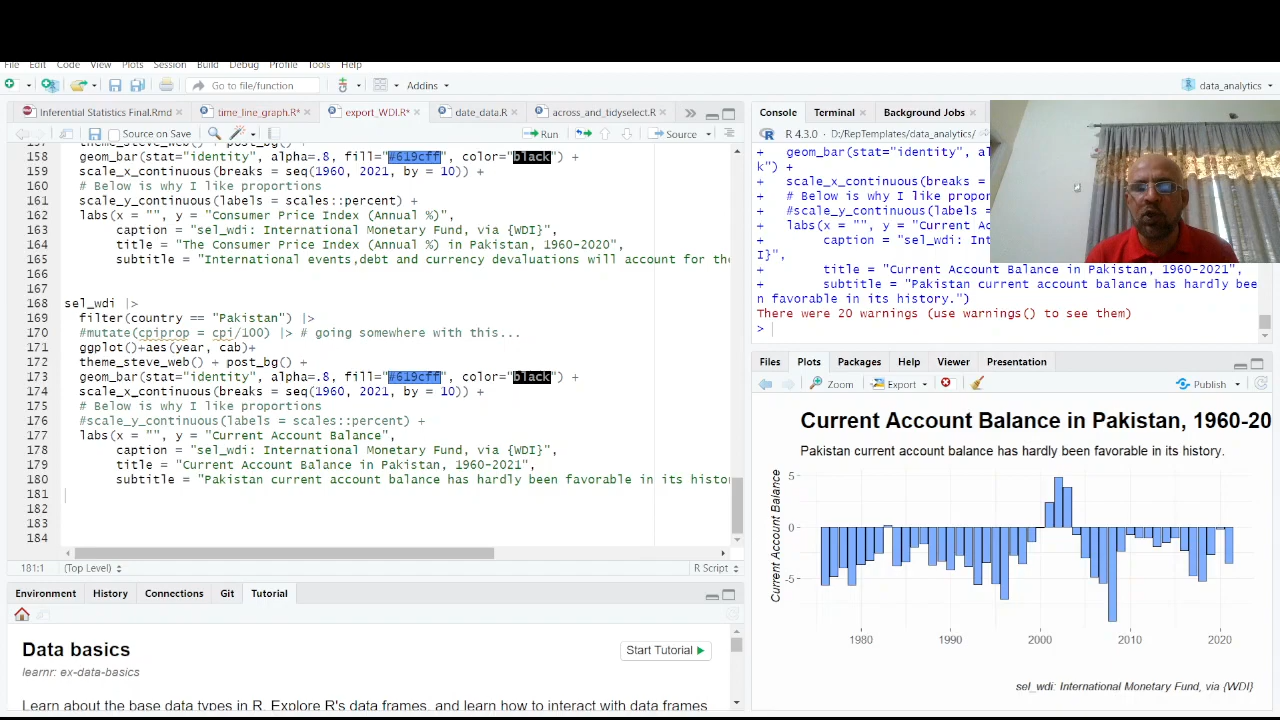 File Edit Code View Plots Session Build Debug Profile Tools Help
Go to file/function
Addins
data_analytics
Inferential Statistics Final.Rmd
time_line_graph.R*
export_WDI.R*
date_data.R
across_and_tidyselect.R
Source on Save
Run
Source
157 theme_steve_web() + post_bg() +
158 geom_bar(stat="identity", alpha=.8, fill="#619cff", color="black") +
159 scale_x_continuous(breaks = seq(1960, 2021, by = 10)) +
160 # Below is why I like proportions
161 scale_y_continuous(labels = scales::percent) +
162 labs(x = "", y = "Consumer Price Index (Annual %)",
163 caption = "sel_wdi: International Monetary Fund, via {WDI}",
164 title = "The Consumer Price Index (Annual %) in Pakistan, 1960-2020",
165 subtitle = "International events,debt and currency devaluations will account for the
166
167
168 sel_wdi |>
169 filter(country == "Pakistan") |>
170 #mutate(cpiprop = cpi/100) |> # going somewhere with this...
171 ggplot()+aes(year, cab)+
172 theme_steve_web() + post_bg() +
173 geom_bar(stat="identity", alpha=.8, fill="#619cff", color="black") +
174 scale_x_continuous(breaks = seq(1960, 2021, by = 10)) +
175 # Below is why I like proportions
176 #scale_y_continuous(labels = scales::percent) +
177 labs(x = "", y = "Current Account Balance",
178 caption = "sel_wdi: International Monetary Fund, via {WDI}",
179 title = "Current Account Balance in Pakistan, 1960-2021",
180 subtitle = "Pakistan current account balance has hardly been favorable in its histor
181
182
183
184
181:1
(Top Level)
R Script
Environment History Connections Git Tutorial
Data basics
learnr: ex-data-basics
Start Tutorial
Learn about the base data types in R. Explore R's data frames, and learn how to interact with data frames
Console Terminal Background Jobs
R 4.3.0 · D:/RepTemplates/data_analytics/
+ geom_bar(stat="identity", al
k") +
+ scale_x_continuous(breaks =
+ # Below is why I like propor
+ #scale_y_continuous(labels =
+ labs(x = "", y = "Current Ac
+ caption = "sel_wdi: In
I}",
+ title = "Current Account Balance in Pakistan, 1960-2021",
+ subtitle = "Pakistan current account balance has hardly bee
n favorable in its history.")
There were 20 warnings (use warnings() to see them)
>
Files Plots Packages Help Viewer Presentation
Zoom
Export
Publish
Current Account Balance in Pakistan, 1960-20
Pakistan current account balance has hardly been favorable in its history.
Current Account Balance
5
0
-5
1980 1990 2000 2010 2020
sel_wdi: International Monetary Fund, via {WDI}